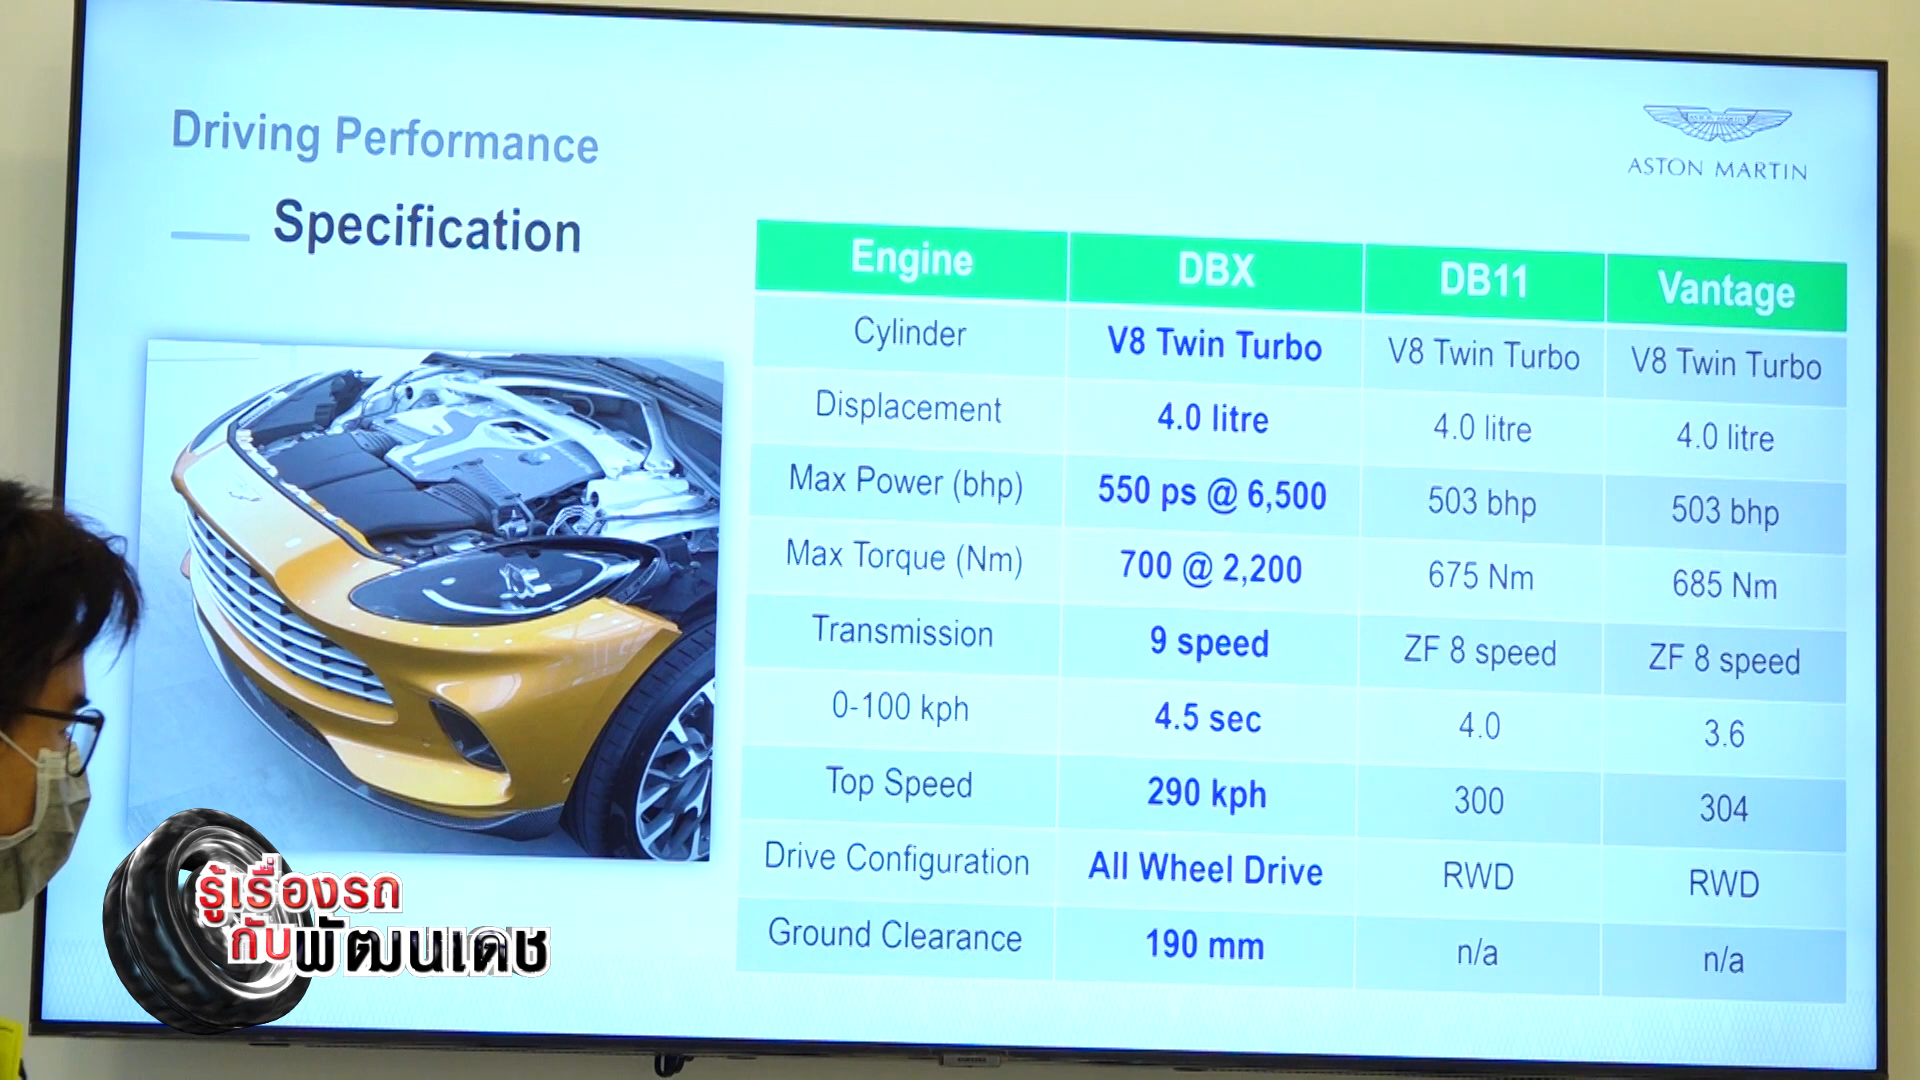 Driving Performance
Specification
ASTON MARTIN
ASTON MARTIN
Engine DBX DB11 Vantage
Cylinder V8 Twin Turbo V8 Twin Turbo V8 Twin Turbo
Displacement 4.0 litre 4.0 litre 4.0 litre
Max Power (bhp) 550 ps @ 6,500 503 bhp 503 bhp
Max Torque (Nm) 700 @ 2,200 675 Nm 685 Nm
Transmission 9 speed ZF 8 speed ZF 8 speed
0-100 kph 4.5 sec 4.0 3.6
Top Speed 290 kph 300 304
Drive Configuration All Wheel Drive RWD RWD
Ground Clearance 190 mm n/a n/a
รู้เรื่องรถ
กับพัฒนเดช